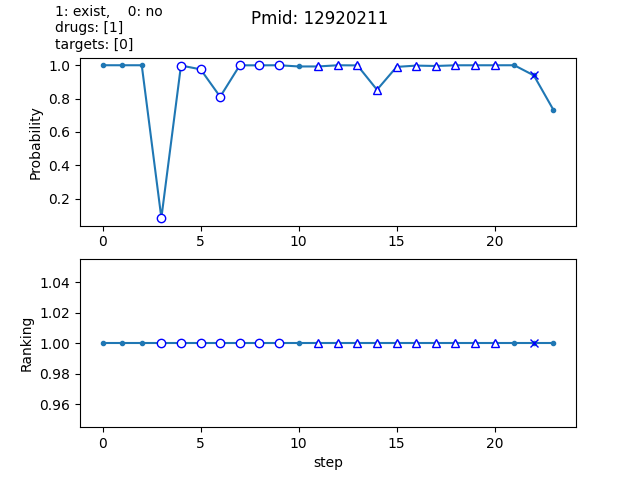 1: exist,    0: no
drugs: [1]
targets: [0]
Pmid: 12920211
1.0
0.8
0.6
0.4
0.2
Probability
0 5 10 15 20
1.04
1.02
1.00
0.98
0.96
Ranking
0 5 10 15 20
step